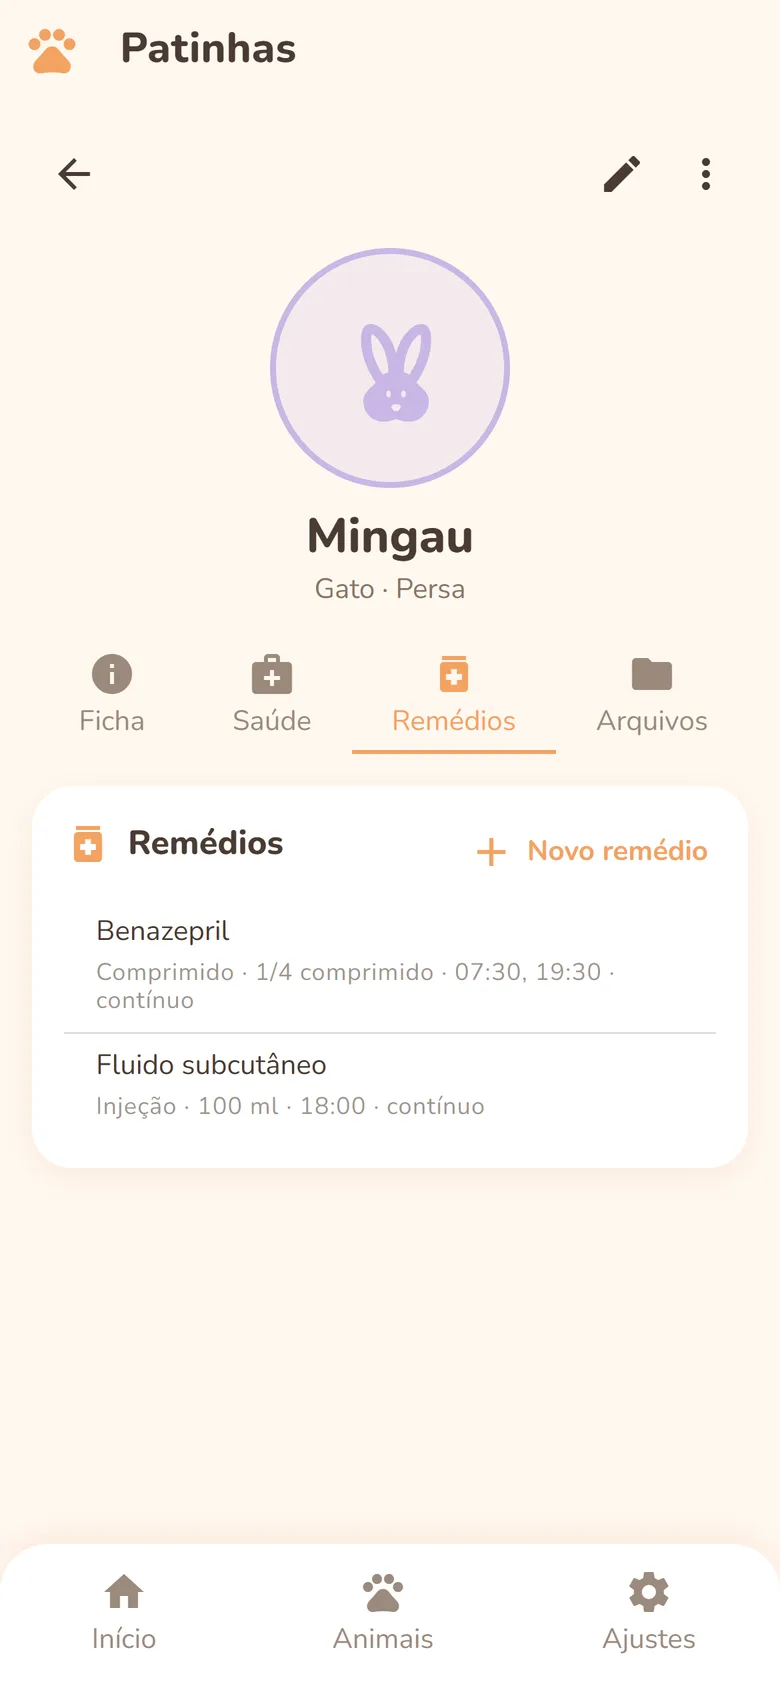 Patinhas
Mingau
Gato · Persa
Ficha
Saúde
Remédios
Arquivos
Remédios
Novo remédio
Benazepril
Comprimido · 1/4 comprimido · 07:30, 19:30 ·
contínuo
Fluido subcutâneo
Injeção · 100 ml · 18:00 · contínuo
Início
Animais
Ajustes